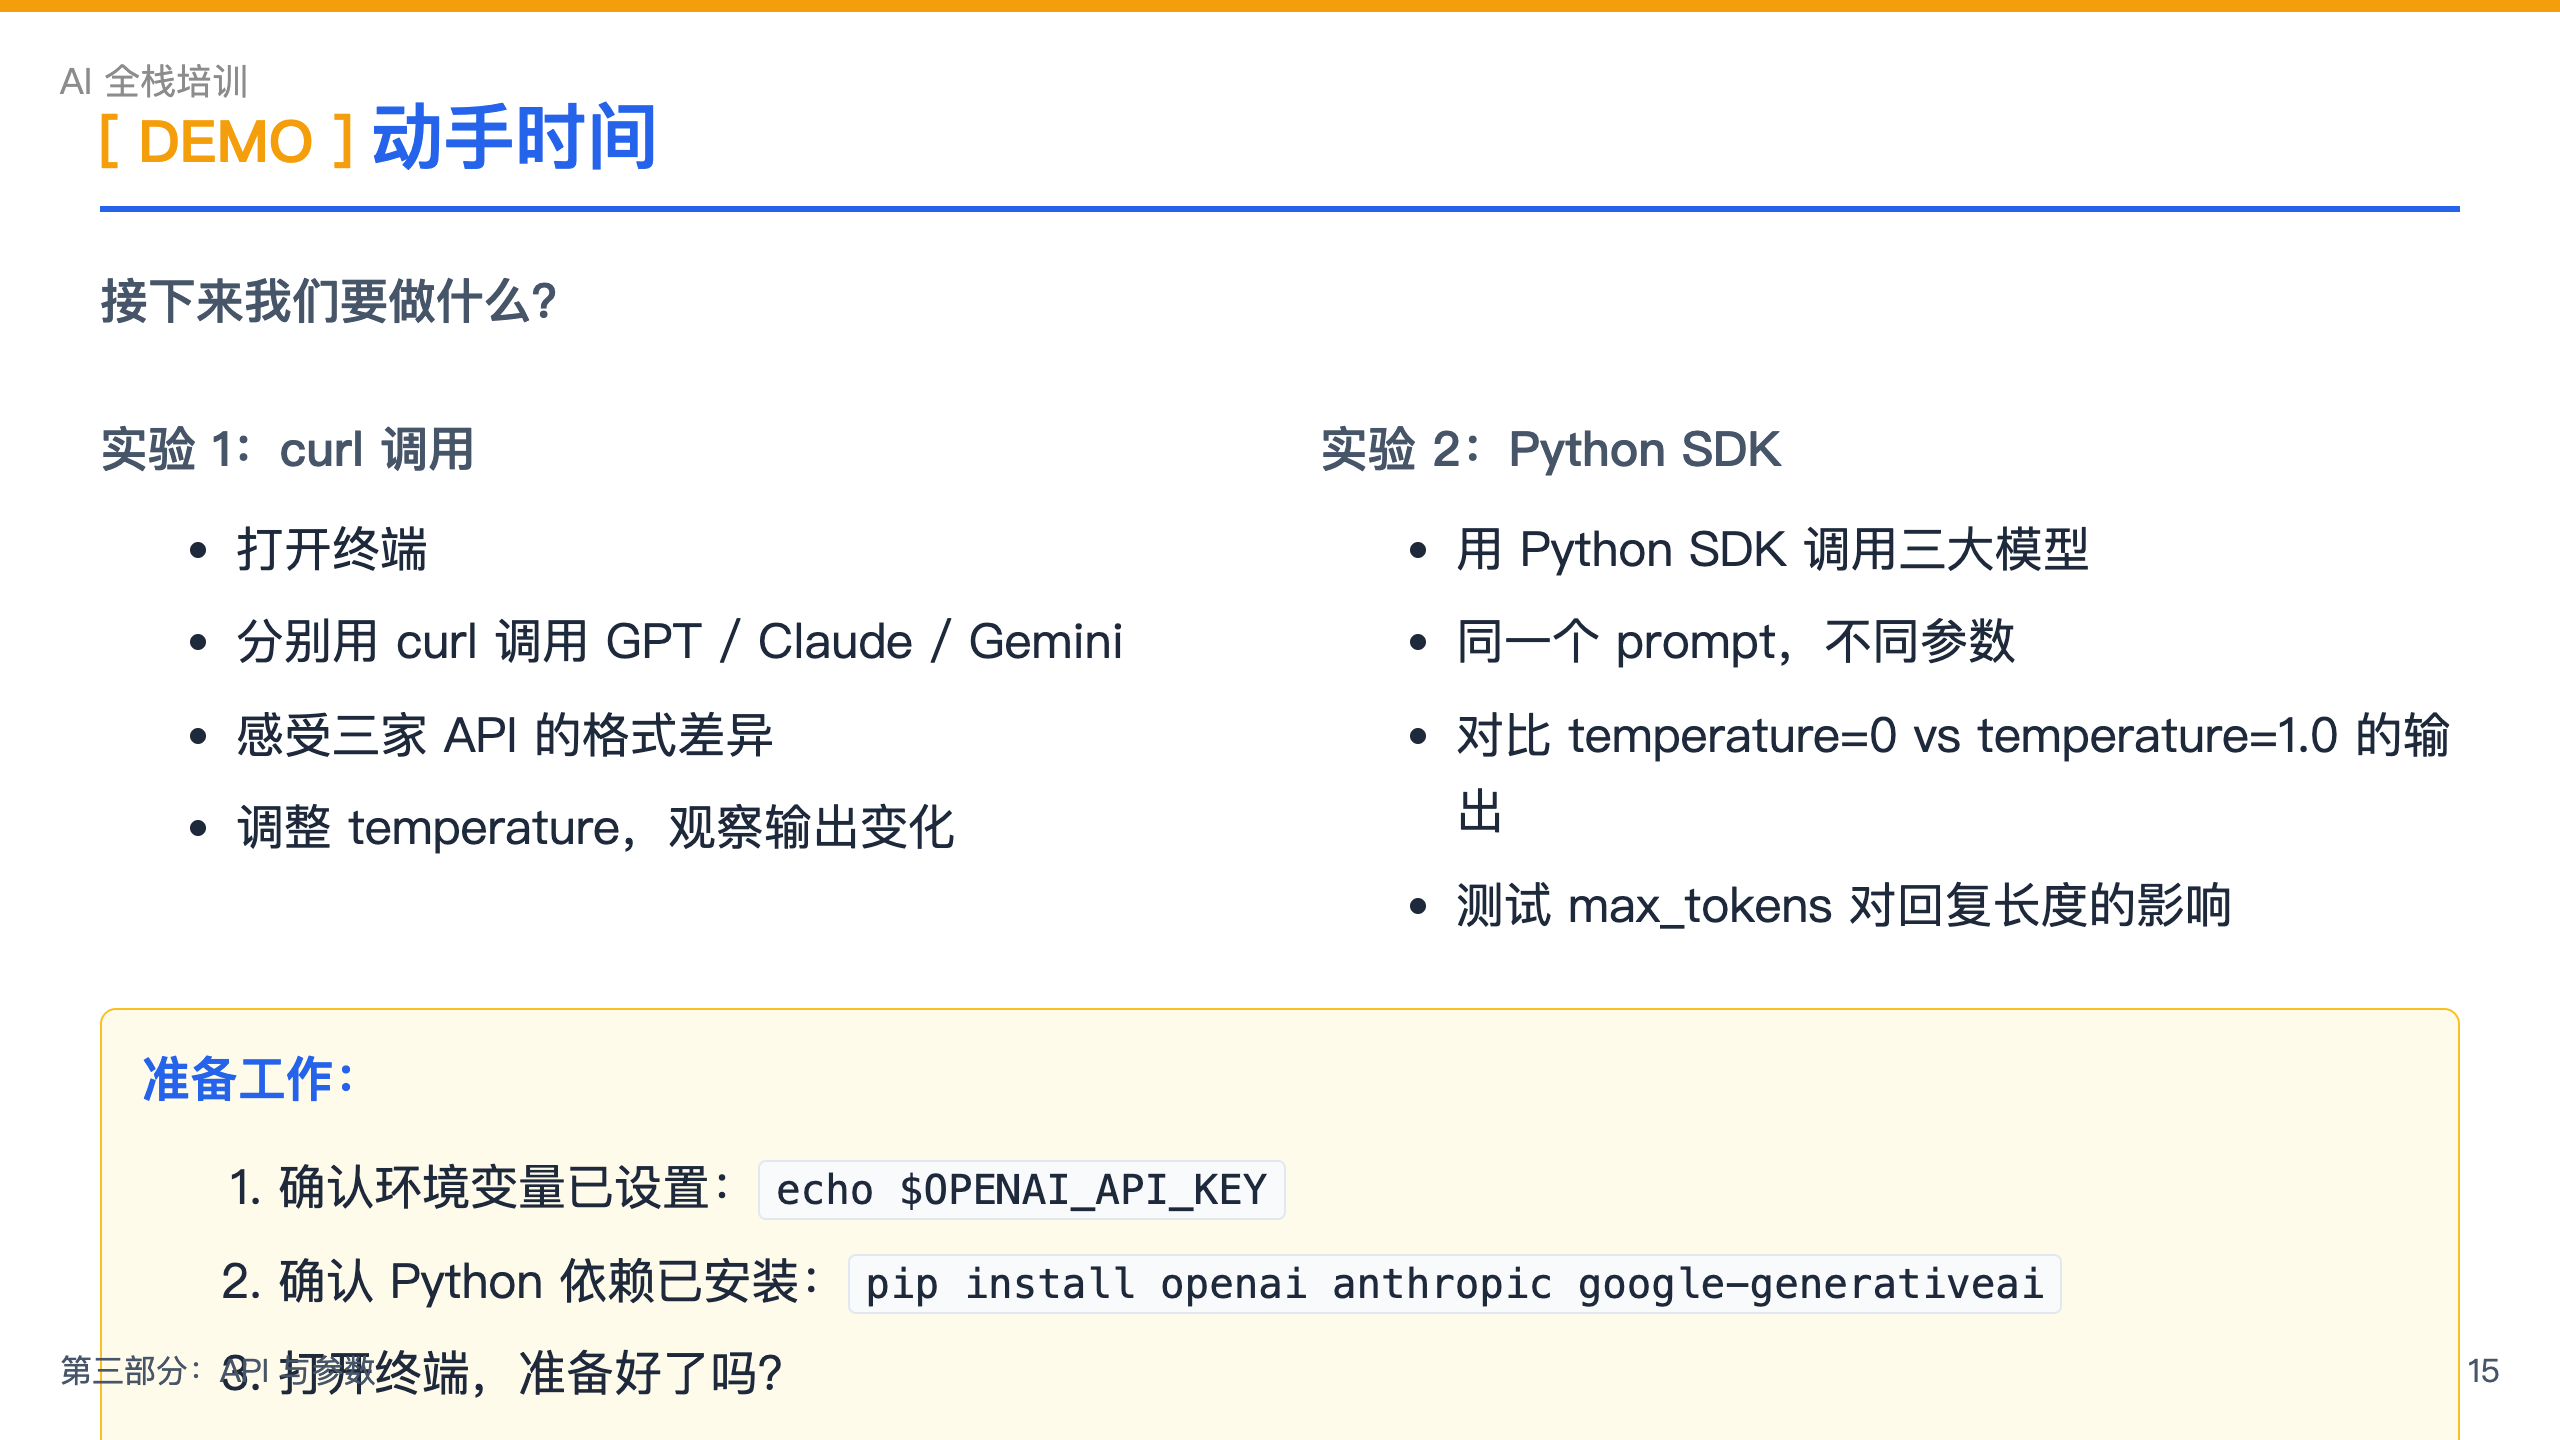 AI 全栈培训
[ DEMO ] 动手时间
接下来我们要做什么？
实验 1：curl 调用
• 打开终端
• 分别用 curl 调用 GPT / Claude / Gemini
• 感受三家 API 的格式差异
• 调整 temperature，观察输出变化
实验 2：Python SDK
• 用 Python SDK 调用三大模型
• 同一个 prompt，不同参数
• 对比 temperature=0 vs temperature=1.0 的输
出
• 测试 max_tokens 对回复长度的影响
准备工作：
1. 确认环境变量已设置： echo $OPENAI_API_KEY
2. 确认 Python 依赖已安装： pip install openai anthropic google-generativeai
3. 打开终端，准备好了吗？
第三部分：API 与参数
15